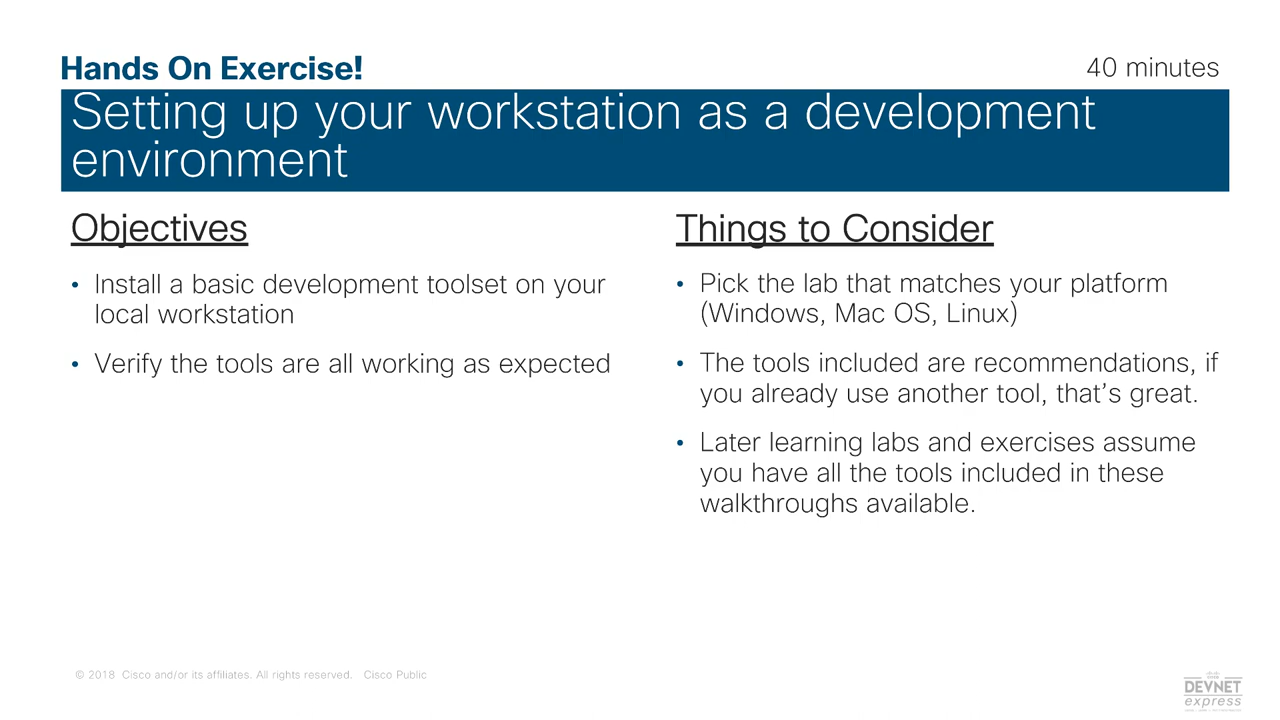 Hands On Exercise!
40 minutes
Setting up your workstation as a development
environment
Objectives
• Install a basic development toolset on your
local workstation
• Verify the tools are all working as expected
Things to Consider
• Pick the lab that matches your platform
(Windows, Mac OS, Linux)
• The tools included are recommendations, if
you already use another tool, that’s great.
• Later learning labs and exercises assume
you have all the tools included in these
walkthroughs available.
© 2018 Cisco and/or its affiliates. All rights reserved. Cisco Public
DEVNET
express